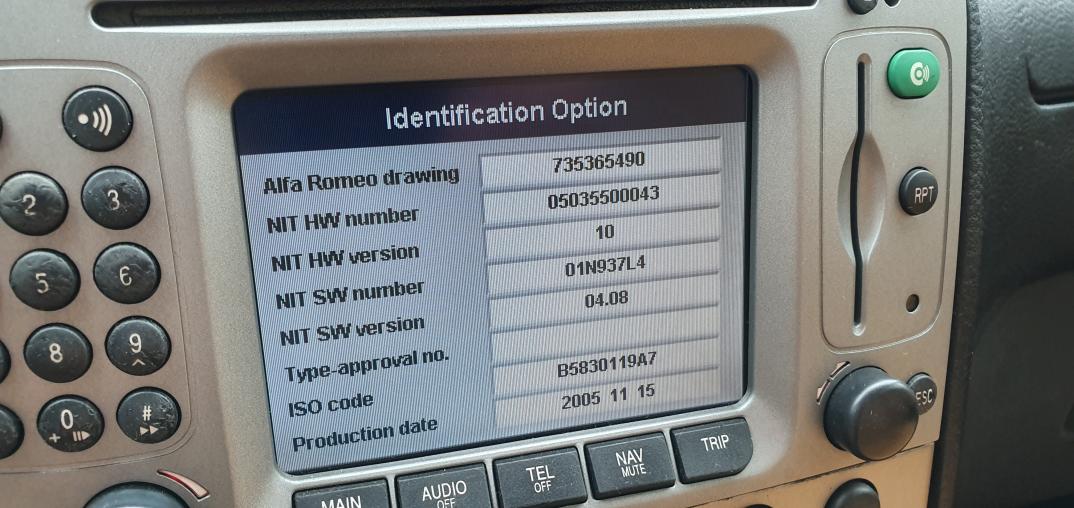 Identification Option
Alfa Romeo drawing 735365490
NIT HW number 05035500043
NIT HW version 10
NIT SW number 01N937L4
NIT SW version 04.08
Type-approval no.
ISO code B5830119A7
Production date 2005 11 15
2 3
5 6
8 9
0 #
+
RPT
ESC
MAIN
AUDIO
OFF
TEL
OFF
NAV
MUTE
TRIP